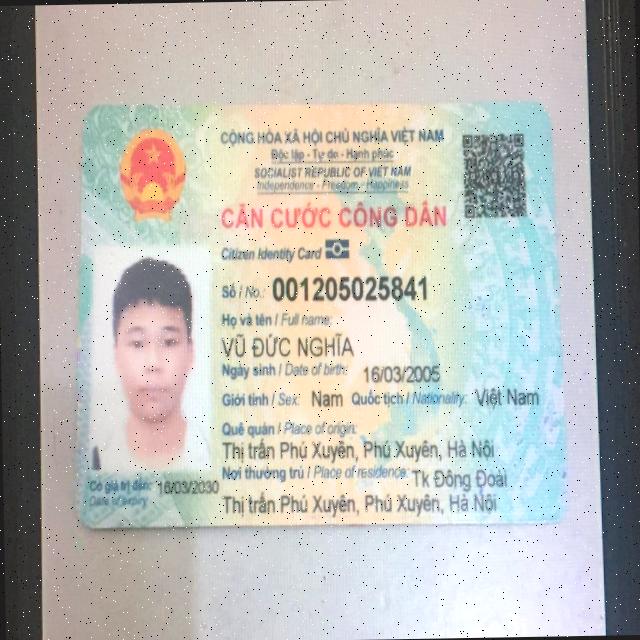 CỘNG HÒA XÃ HỘI CHỦ NGHĨA VIỆT NAM
Độc lập - Tự do - Hạnh phúc
SOCIALIST REPUBLIC OF VIET NAM
Independence - Freedom - Happiness
CĂN CƯỚC CÔNG DÂN
Citizen Identity Card
Số / No.: 001205025841
Họ và tên / Full name:
VŨ ĐỨC NGHĨA
Ngày sinh / Date of birth: 16/03/2005
Giới tính / Sex: Nam Quốc tịch / Nationality: Việt Nam
Quê quán / Place of origin:
Thị trấn Phú Xuyên, Phú Xuyên, Hà Nội
Nơi thường trú / Place of residence: Tk Đông Đoài
Thị trấn Phú Xuyên, Phú Xuyên, Hà Nội
Có giá trị đến: 16/03/2030
Date of expiry